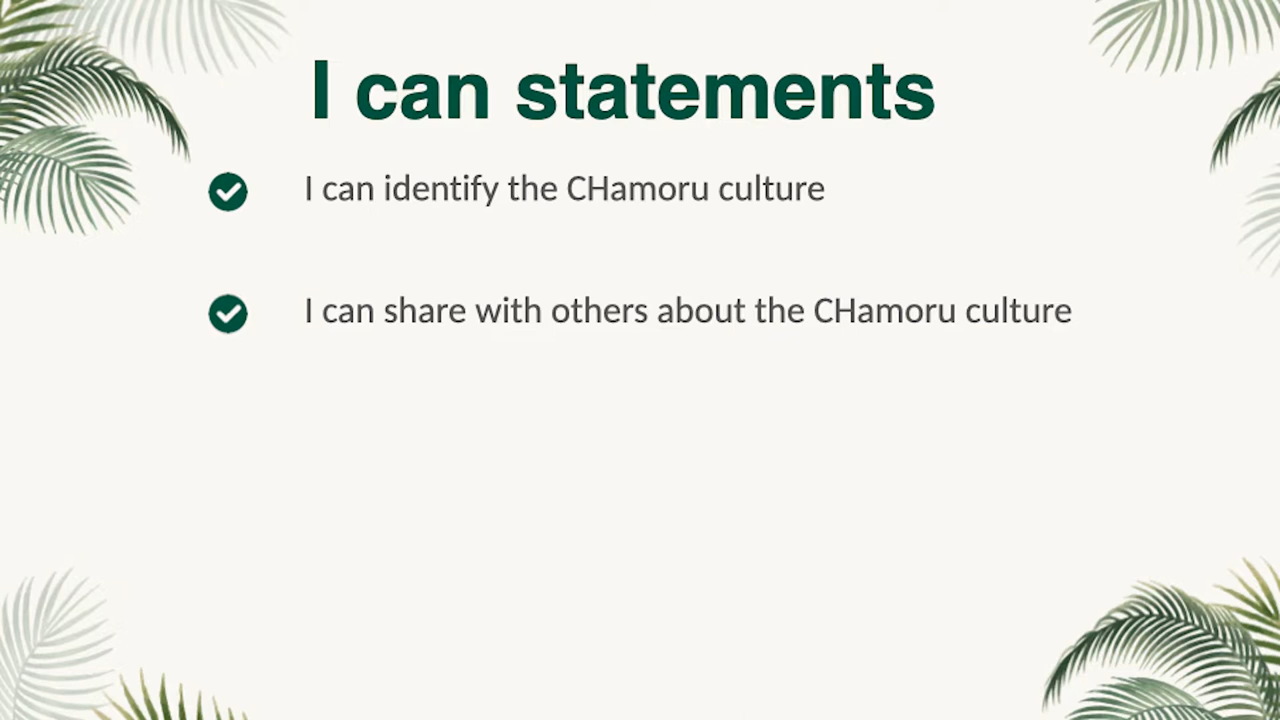 I can statements
I can identify the CHamoru culture
I can share with others about the CHamoru culture